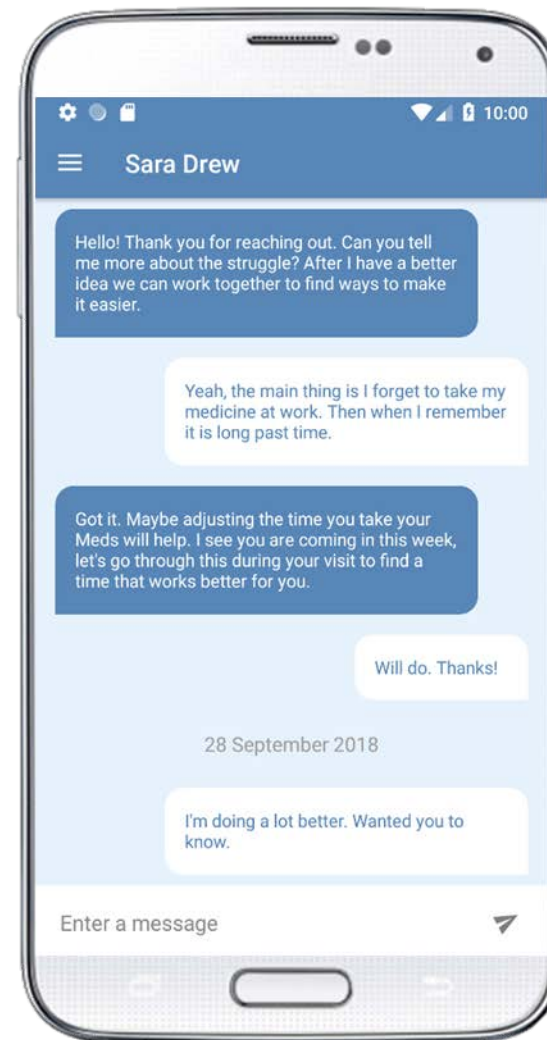 10:00
Sara Drew
Hello! Thank you for reaching out. Can you tell
me more about the struggle? After I have a better
idea we can work together to find ways to make
it easier.
Yeah, the main thing is I forget to take my
medicine at work. Then when I remember
it is long past time.
Got it. Maybe adjusting the time you take your
Meds will help. I see you are coming in this week,
let's go through this during your visit to find a
time that works better for you.
Will do. Thanks!
28 September 2018
I'm doing a lot better. Wanted you to
know.
Enter a message